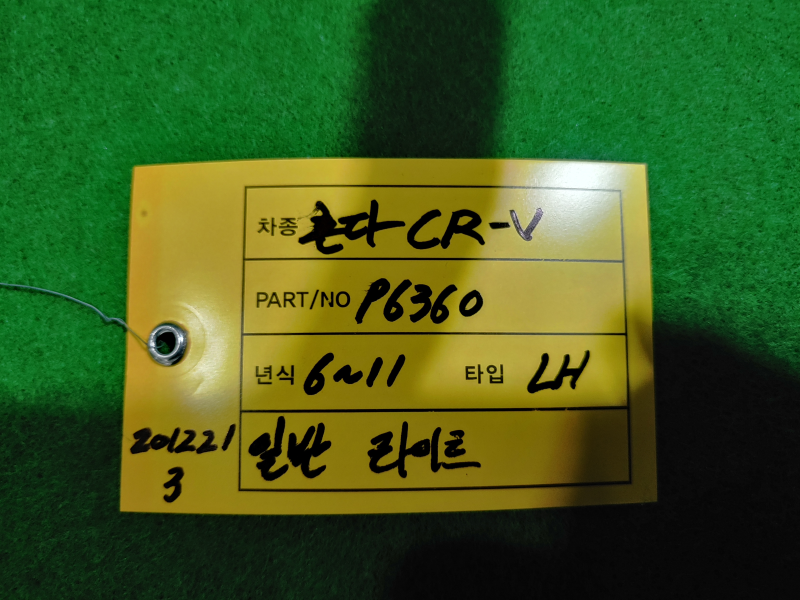 차종 혼다 CR-V
PART/NO P6360
년식 6~11 타입 LH
일반 라이트
201221
3